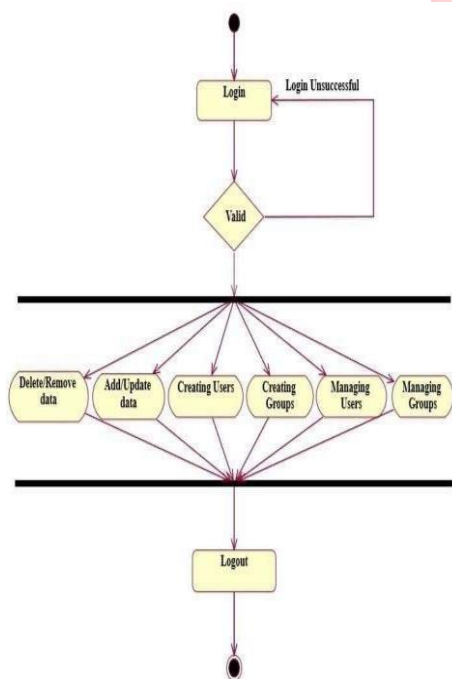 Login
Login Unsuccessful
Valid
Delete/Remove
data
Add/Update
data
Creating Users
Creating
Groups
Managing
Users
Managing
Groups
Logout